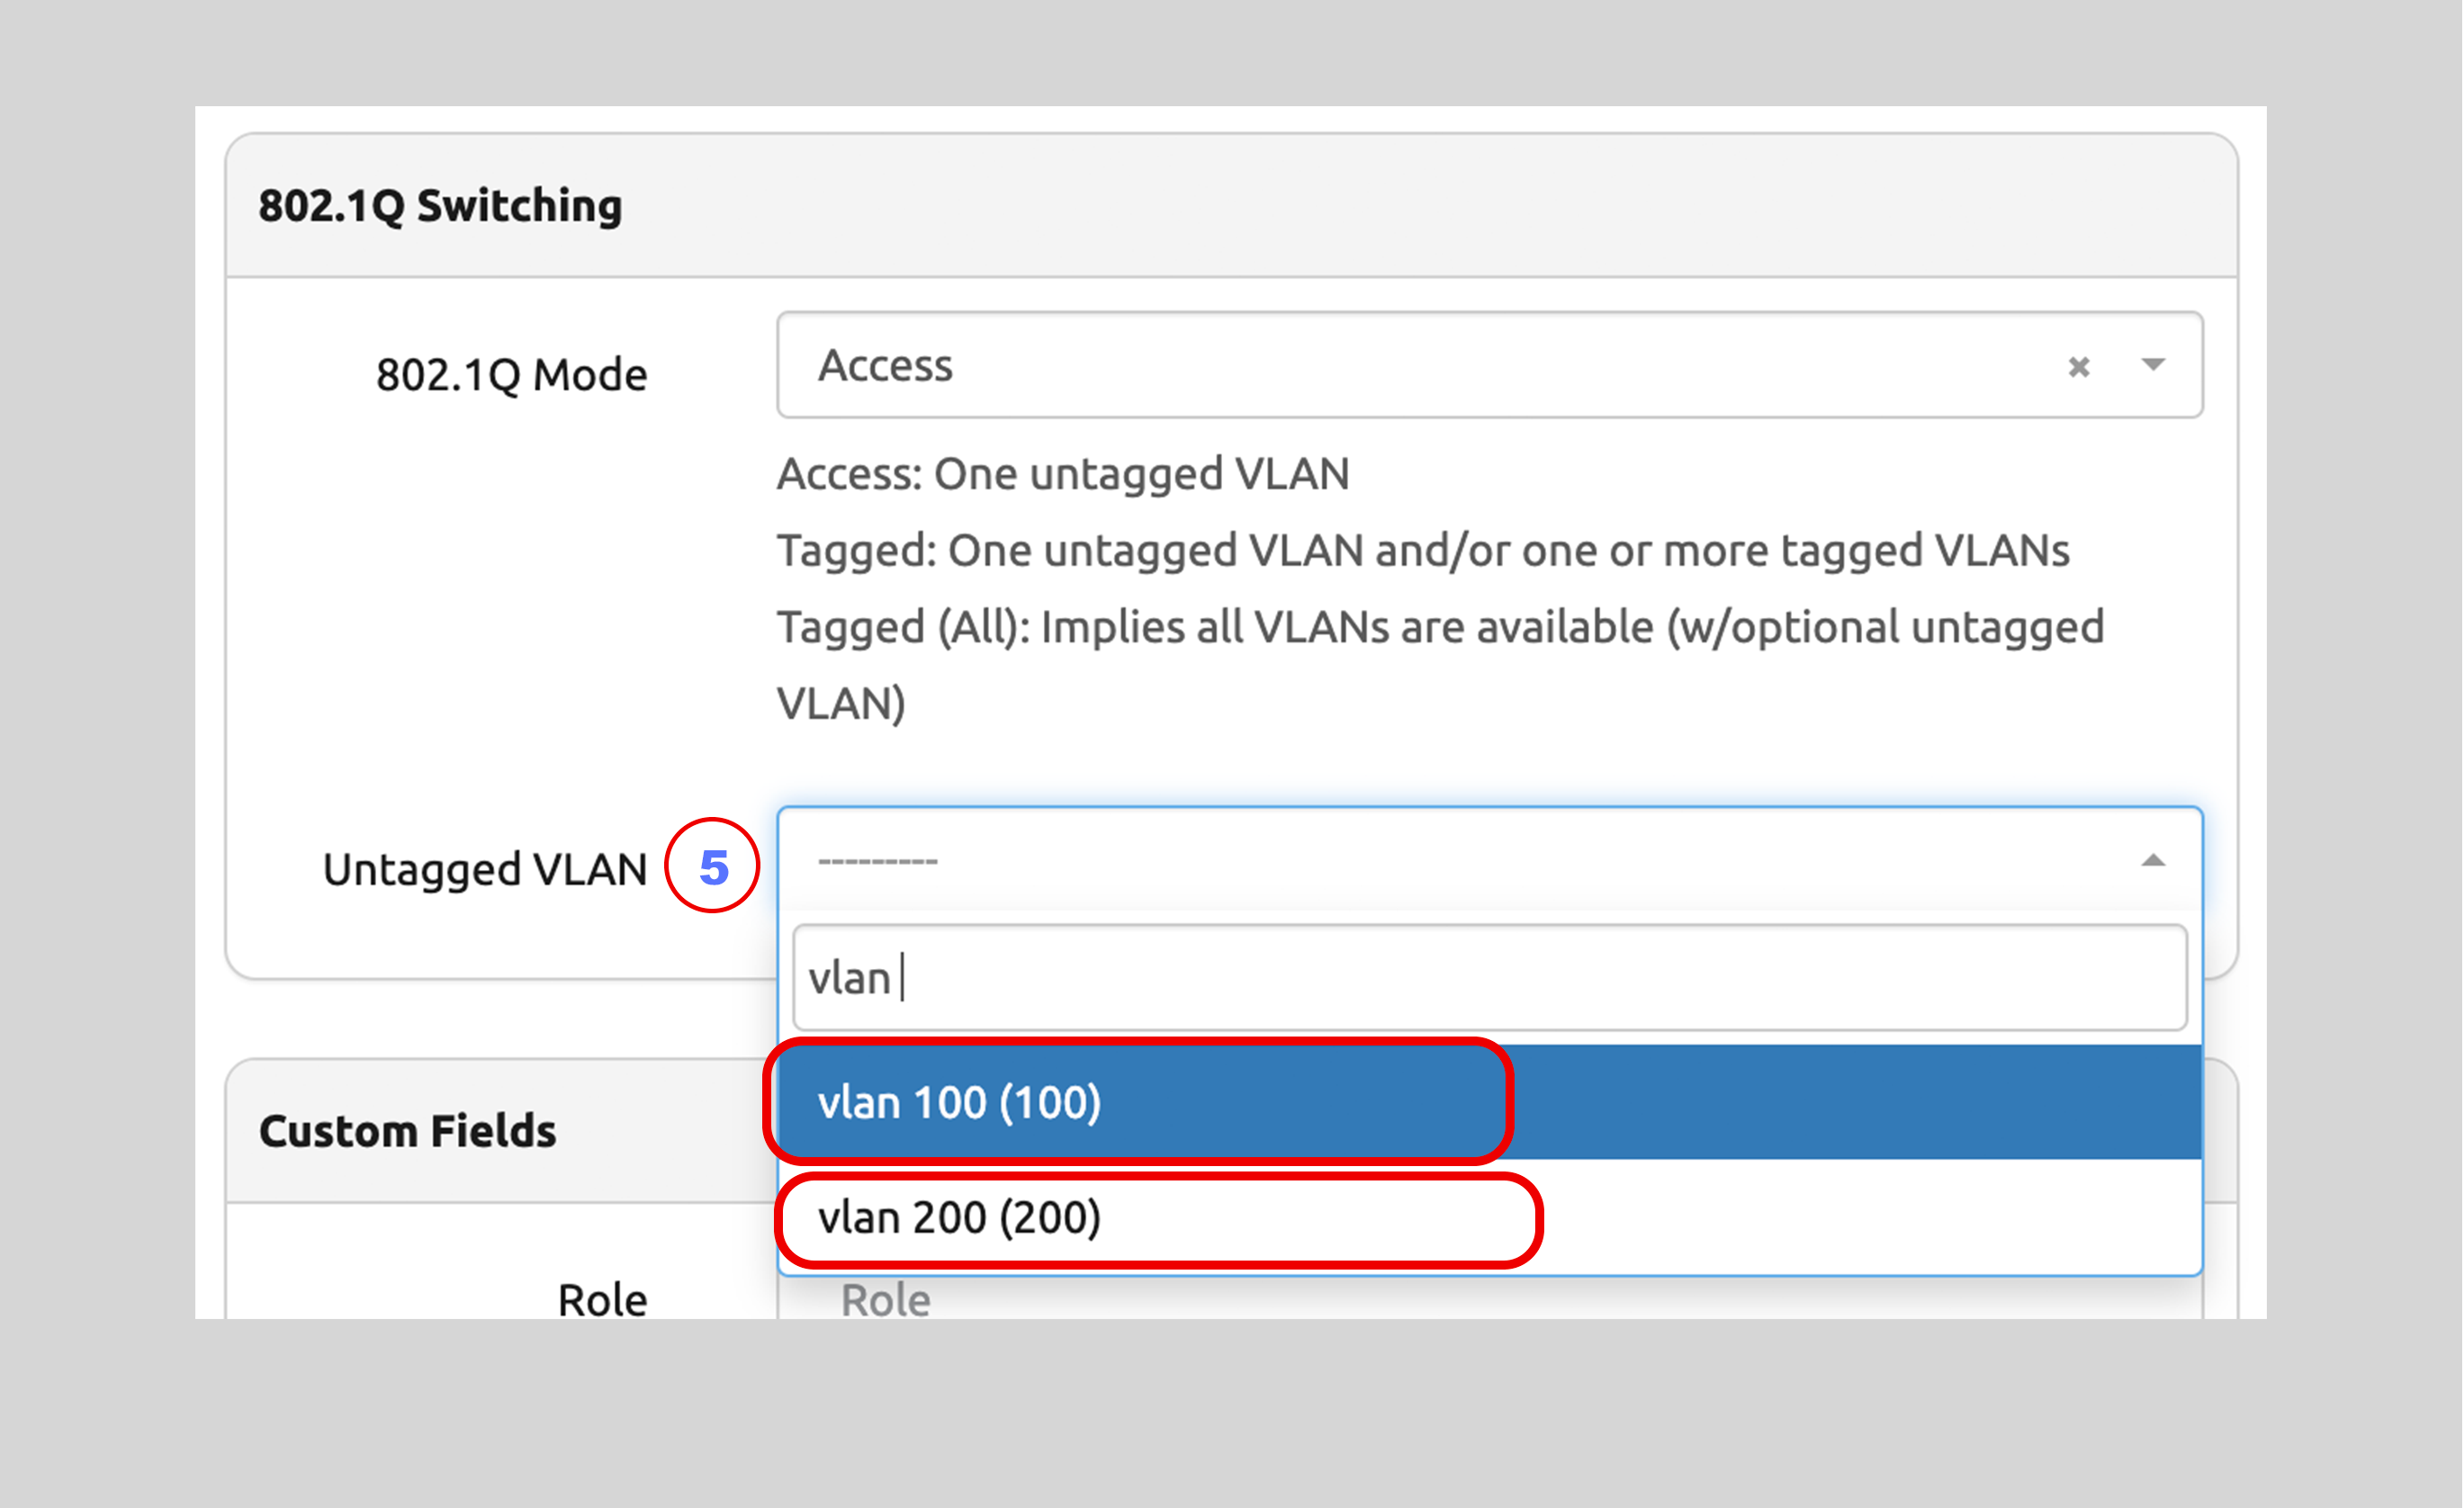 802.1Q Switching
802.1Q Mode
Access
Access: One untagged VLAN
Tagged: One untagged VLAN and/or one or more tagged VLANs
Tagged (All): Implies all VLANs are available (w/optional untagged
VLAN)
Untagged VLAN
5
---------
vlan
vlan 100 (100)
vlan 200 (200)
Custom Fields
Role
Role